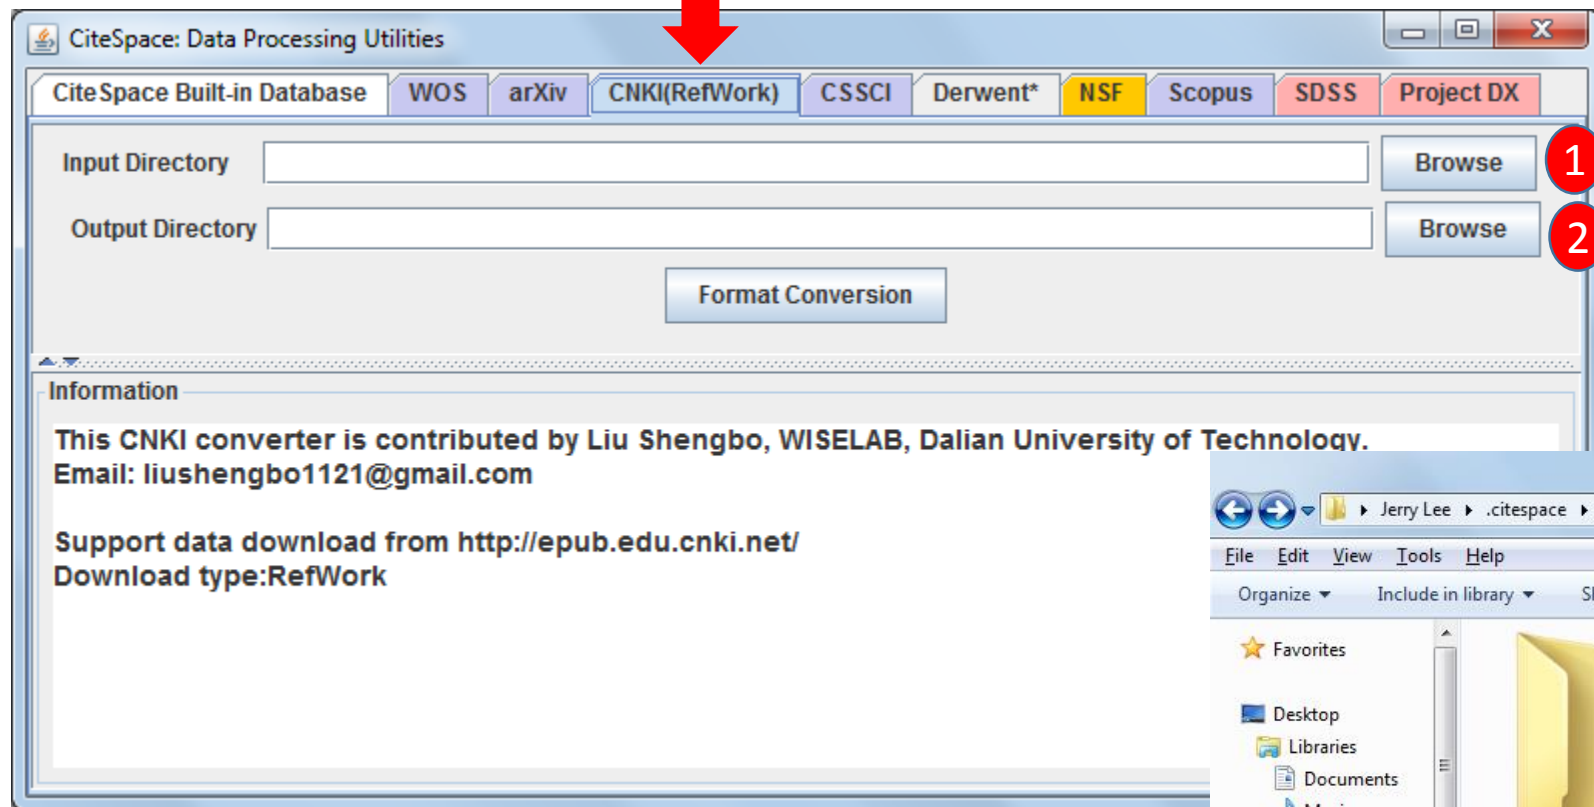 CiteSpace: Data Processing Utilities
CiteSpace Built-in Database WOS arXiv CNKI(RefWork) CSSCI Derwent* NSF Scopus SDSS Project DX
Input Directory Browse 1
Output Directory Browse 2
Format Conversion
Information
This CNKI converter is contributed by Liu Shengbo, WISELAB, Dalian University of Technology.
Email: liushengbo1121@gmail.com
Support data download from http://epub.edu.cnki.net/
Download type:RefWork
Jerry Lee .citespace
File Edit View Tools Help
Organize Include in library
Favorites
Desktop
Libraries
Documents